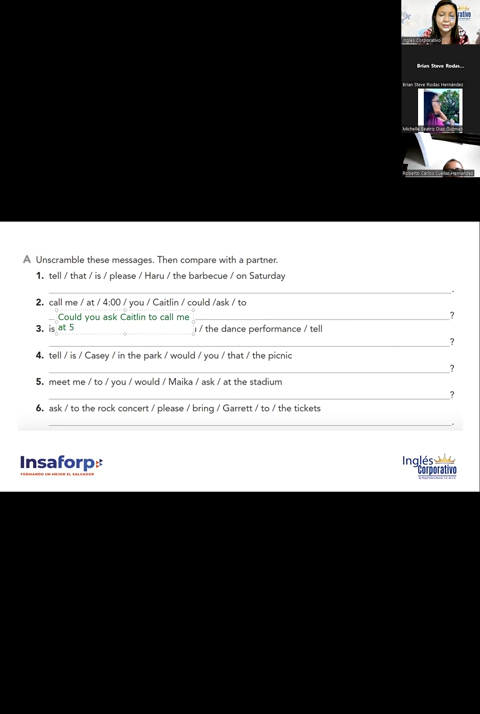 rativo
Inglés Corporativo
Brian Steve Rodas...
Brian Steve Rodas Hernández
Michelle Beatriz Diaz Guzmán
Roberto Carlos Cuellar Hernandez
A Unscramble these messages. Then compare with a partner.
1. tell / that / is / please / Haru / the barbecue / on Saturday
.
2. call me / at / 4:00 / you / Caitlin / could /ask / to
Could you ask Caitlin to call me ?
at 5
3. is / the dance performance / tell
?
4. tell / is / Casey / in the park / would / you / that / the picnic
?
5. meet me / to / you / would / Maika / ask / at the stadium
?
6. ask / to the rock concert / please / bring / Garrett / to / the tickets
.
Insaforp
FORMANDO UN MEJOR EL SALVADOR
Inglés
Corporativo